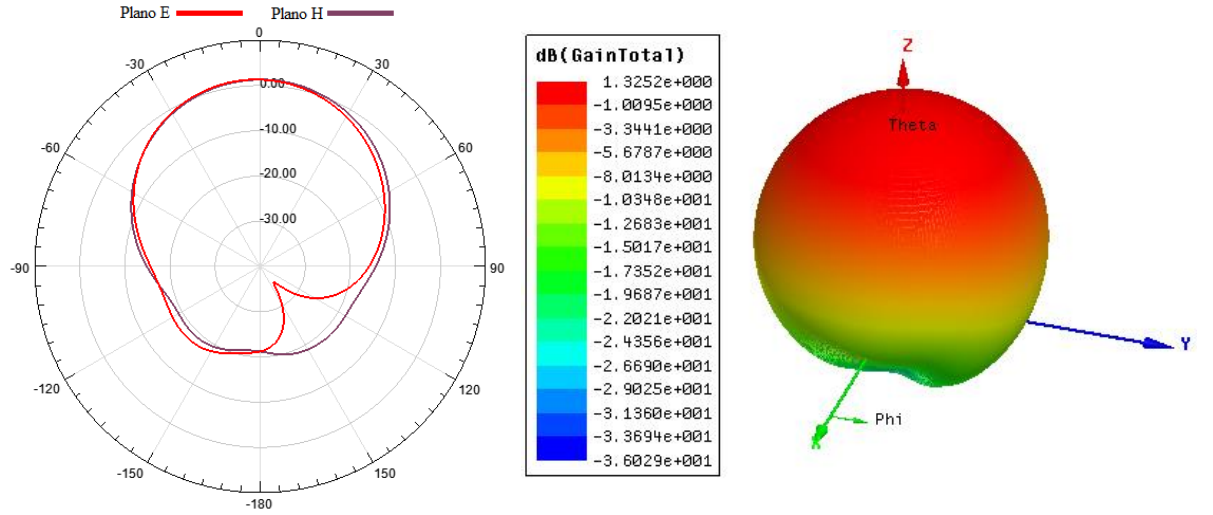 Plano E
Plano H
0
-30
30
0.00
-10.00
-60
60
-20.00
-30.00
-90
90
-120
120
-150
150
-180
dB(GainTotal)
1.3252e+000
-1.0095e+000
-3.3441e+000
-5.6787e+000
-8.0134e+000
-1.0348e+001
-1.2683e+001
-1.5017e+001
-1.7352e+001
-1.9687e+001
-2.2021e+001
-2.4356e+001
-2.6690e+001
-2.9025e+001
-3.1360e+001
-3.3694e+001
-3.6029e+001
Z
Theta
Y
Phi